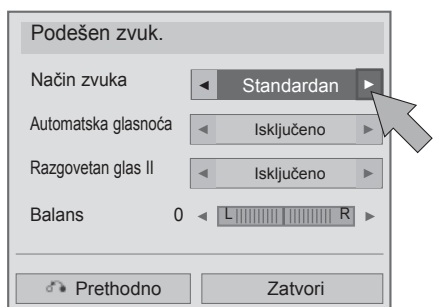 Podešen zvuk.
Način zvuka ◄ Standardan ►
Automatska glasnoća ◄ Isključeno ►
Razgovetan glas II ◄ Isključeno ►
Balans 0 ◄ L R ►
Prethodno Zatvori